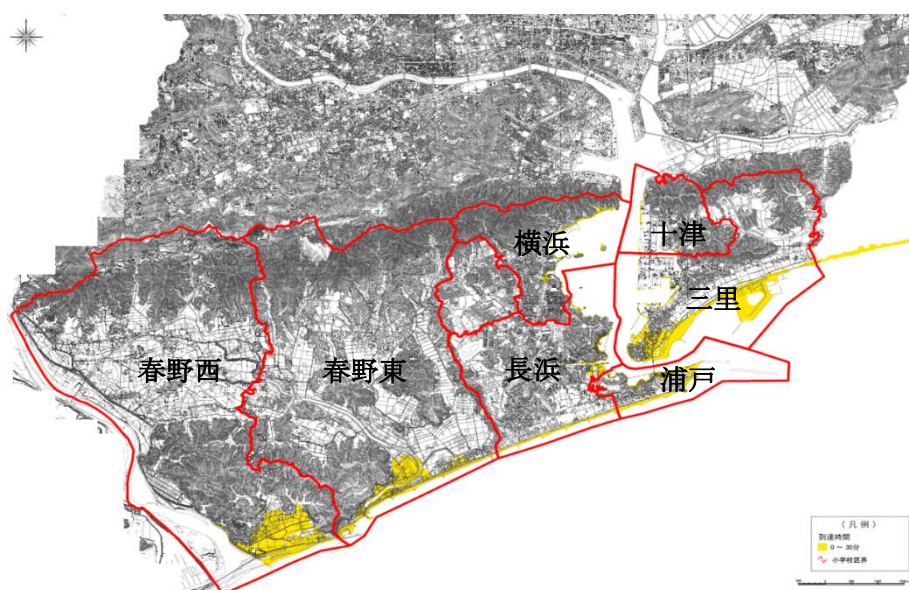 横浜
十津
三里
春野西
春野東
長浜
浦戸
〈 凡 例 〉
到達時間
0 ～ 30分
小学校区界